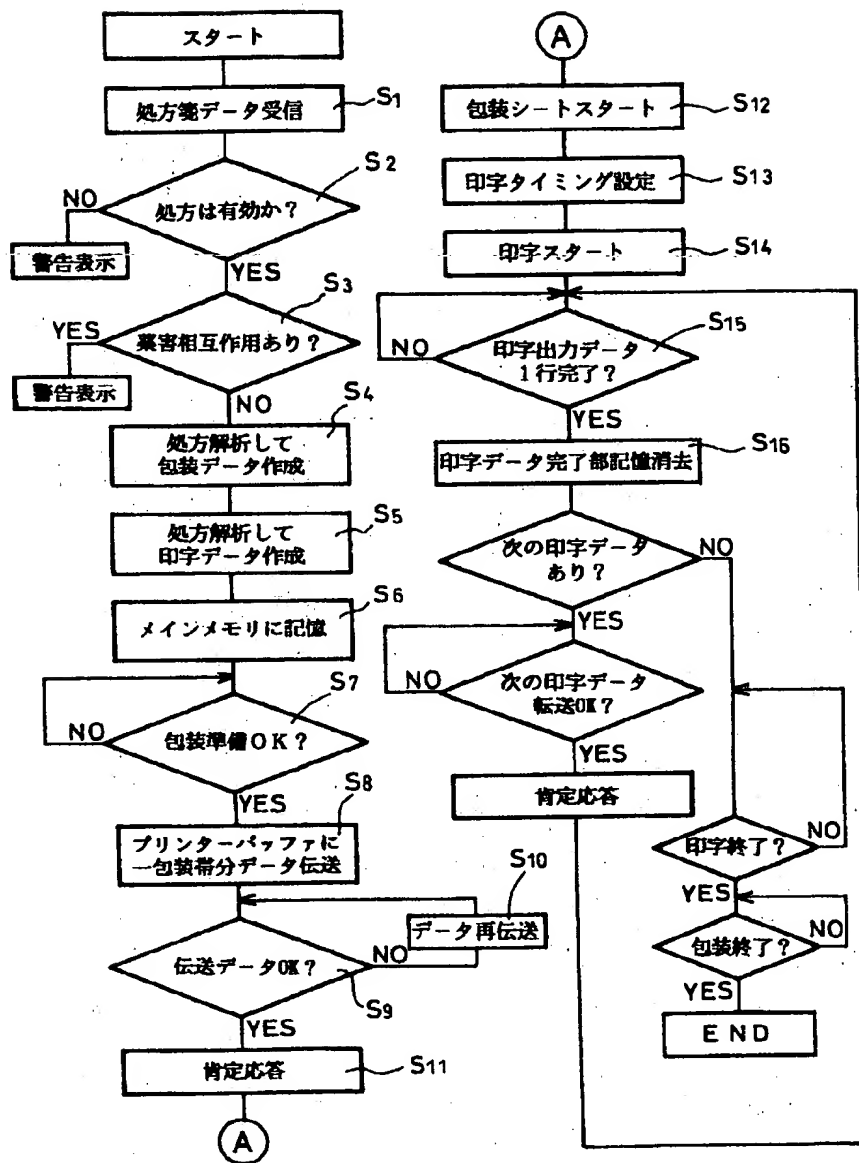 スタート
処方箋データ受信
S1
処方は有効か？
S2
NO
警告表示
YES
薬害相互作用あり？
S3
YES
警告表示
NO
処方解析して
包装データ作成
S4
処方解析して
印字データ作成
S5
メインメモリに記憶
S6
包装準備OK？
S7
NO
YES
プリンターバッファに
一包装帯分データ伝送
S8
伝送データOK？
S9
NO
データ再伝送
S10
YES
肯定応答
S11
A
A
包装シートスタート
S12
印字タイミング設定
S13
印字スタート
S14
印字出力データ
1行完了？
S15
NO
YES
印字データ完了部記憶消去
S16
次の印字データ
あり？
NO
YES
次の印字データ
転送OK？
NO
YES
肯定応答
印字終了？
NO
YES
包装終了？
NO
YES
END